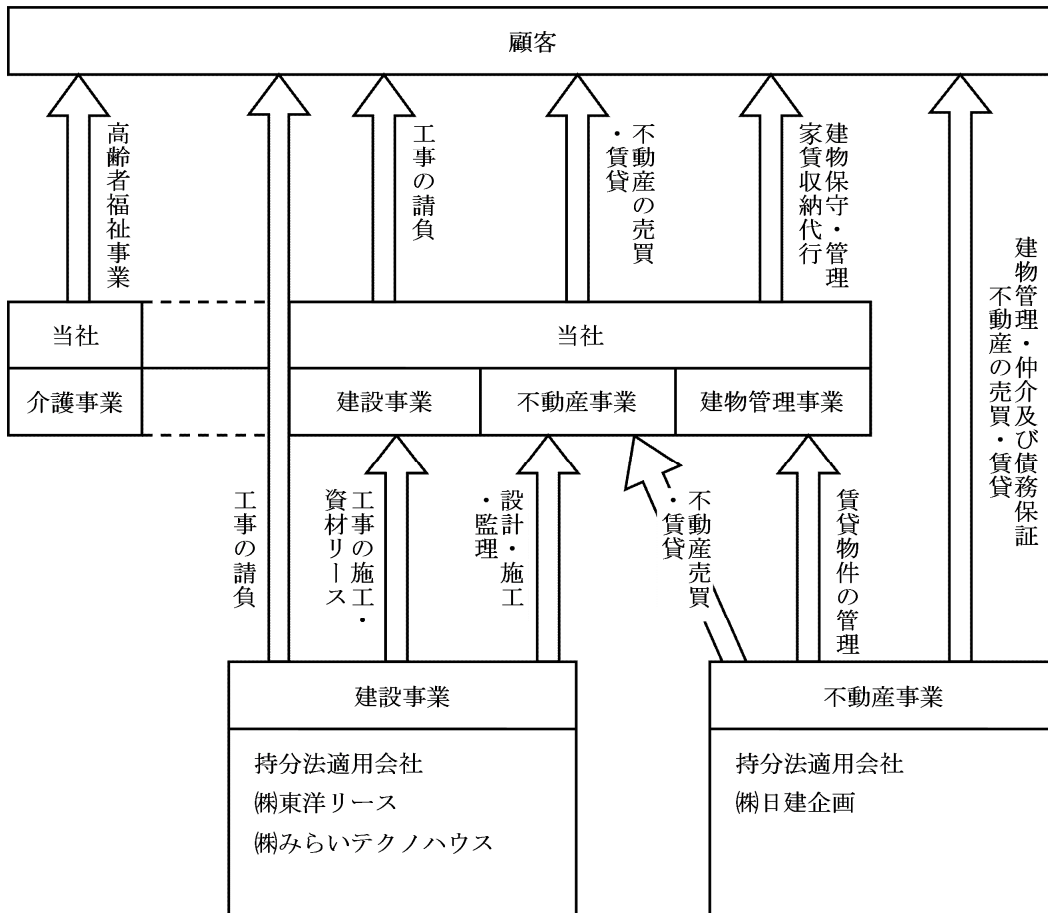 顧客
高齢者福祉事業
工事の請負
不動産の売買
・賃貸
建物保守・管理
家賃収納代行
建物管理・仲介及び債務保証
不動産の売買・賃貸
当社
当社
介護事業
建設事業
不動産事業
建物管理事業
工事の請負
工事の施工・
資材リース
設計・施工
・監理
不動産売買
・賃貸
賃貸物件の管理
建設事業
持分法適用会社
㈱東洋リース
㈱みらいテクノハウス
不動産事業
持分法適用会社
㈱日建企画